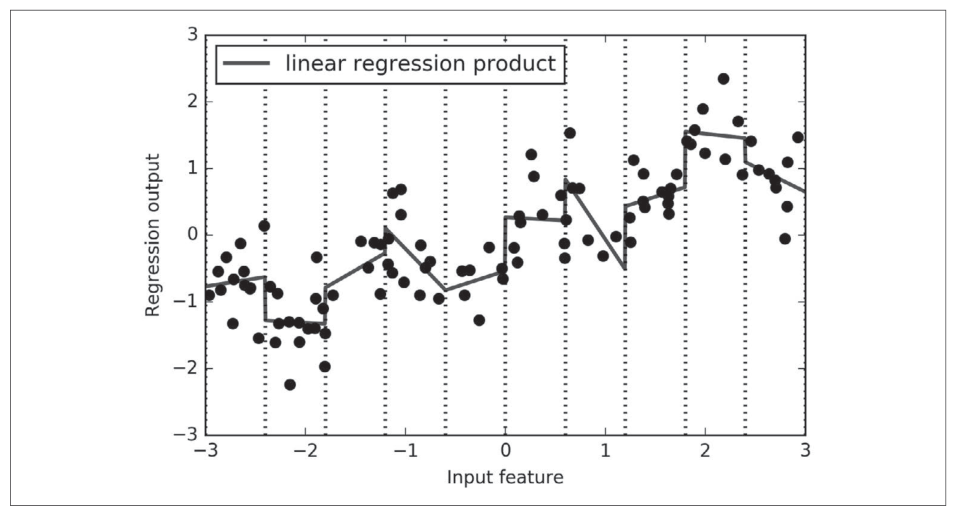 3
linear regression product
2
1
0
−1
−2
−3
Regression output
−3 −2 −1 0 1 2 3
Input feature